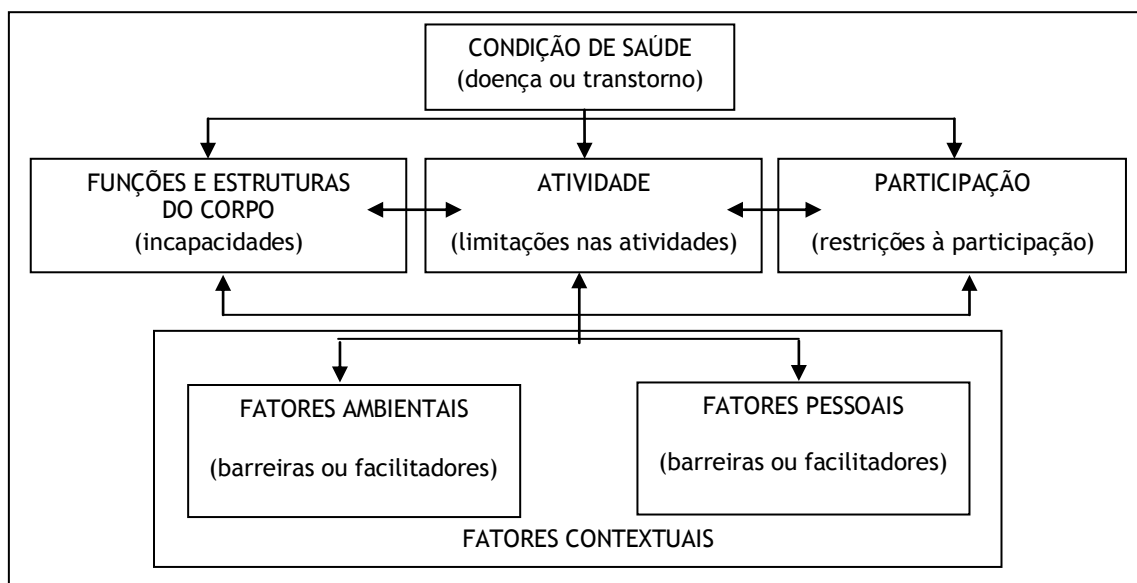 CONDIÇÃO DE SAÚDE
(doença ou transtorno)
FUNÇÕES E ESTRUTURAS
DO CORPO
(incapacidades)
ATIVIDADE
(limitações nas atividades)
PARTICIPAÇÃO
(restrições à participação)
FATORES AMBIENTAIS
(barreiras ou facilitadores)
FATORES PESSOAIS
(barreiras ou facilitadores)
FATORES CONTEXTUAIS